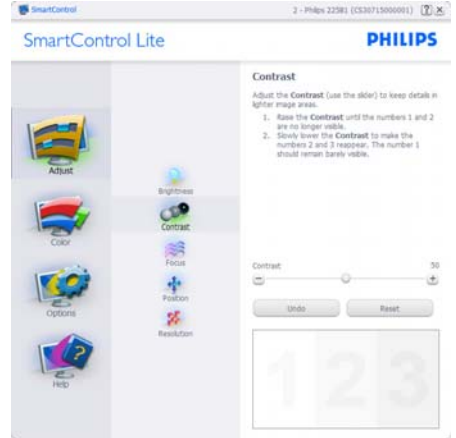 SmartControl
2 - Philips 225B1 (CS30715000001)
SmartControl Lite
PHILIPS
Adjust
Color
Options
Help
Brightness
Contrast
Focus
Position
Resolution
Contrast
Adjust the Contrast (use the slider) to keep details in
lighter image areas.
1. Raise the Contrast until the numbers 1 and 2
are no longer visible.
2. Slowly lower the Contrast to make the
numbers 2 and 3 reappear. The number 1
should remain barely visible.
Contrast 50
Undo Reset
1 2 3